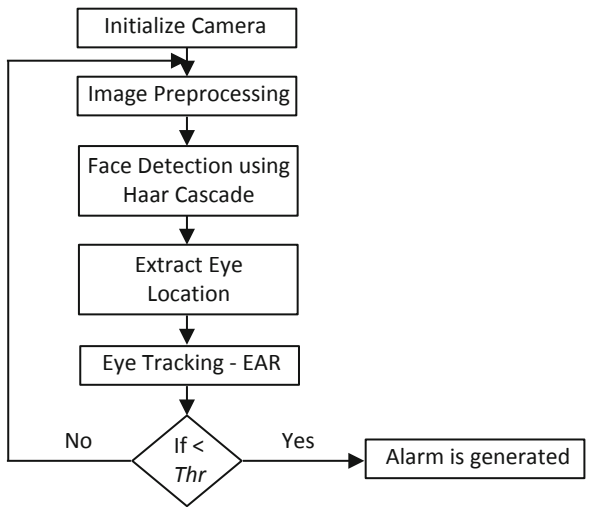 Initialize Camera
Image Preprocessing
Face Detection using
Haar Cascade
Extract Eye
Location
Eye Tracking - EAR
If <
Thr
No
Yes
Alarm is generated